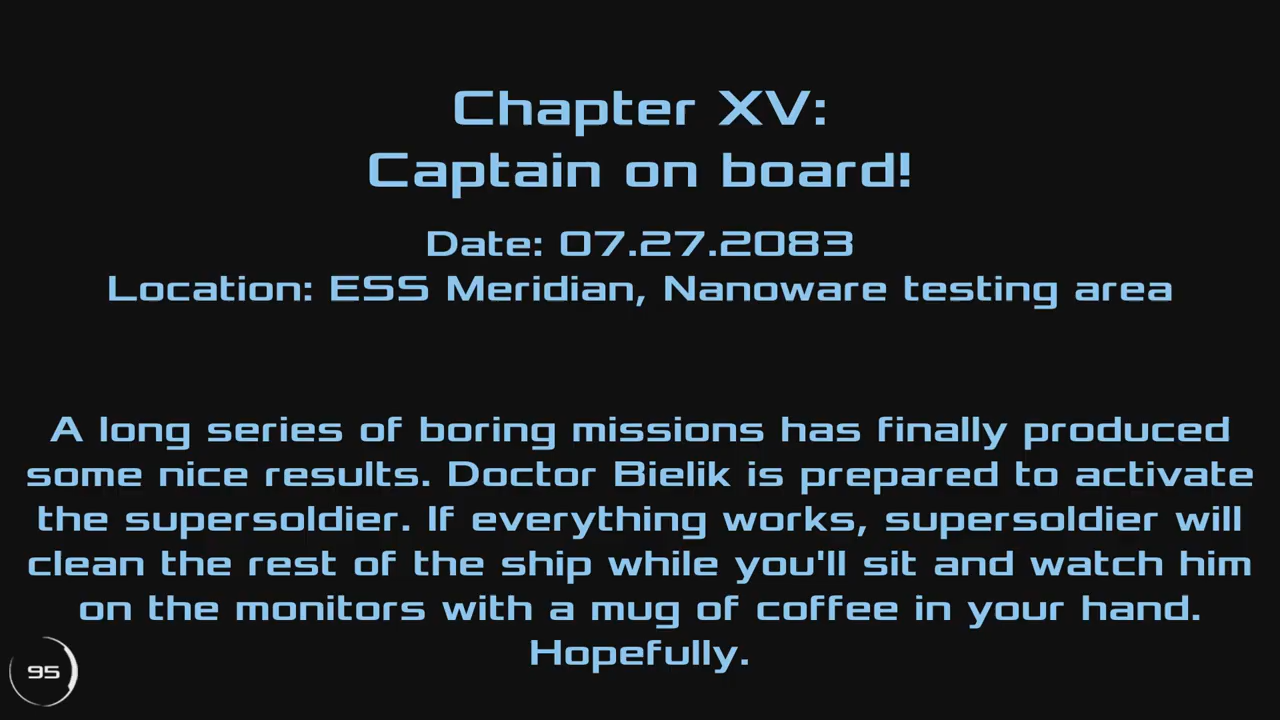 Chapter XV:
Captain on board!
Date: 07.27.2083
Location: ESS Meridian, Nanoware testing area
A long series of boring missions has finally produced
some nice results. Doctor Bielik is prepared to activate
the supersoldier. If everything works, supersoldier will
clean the rest of the ship while you'll sit and watch him
on the monitors with a mug of coffee in your hand.
Hopefully.
95